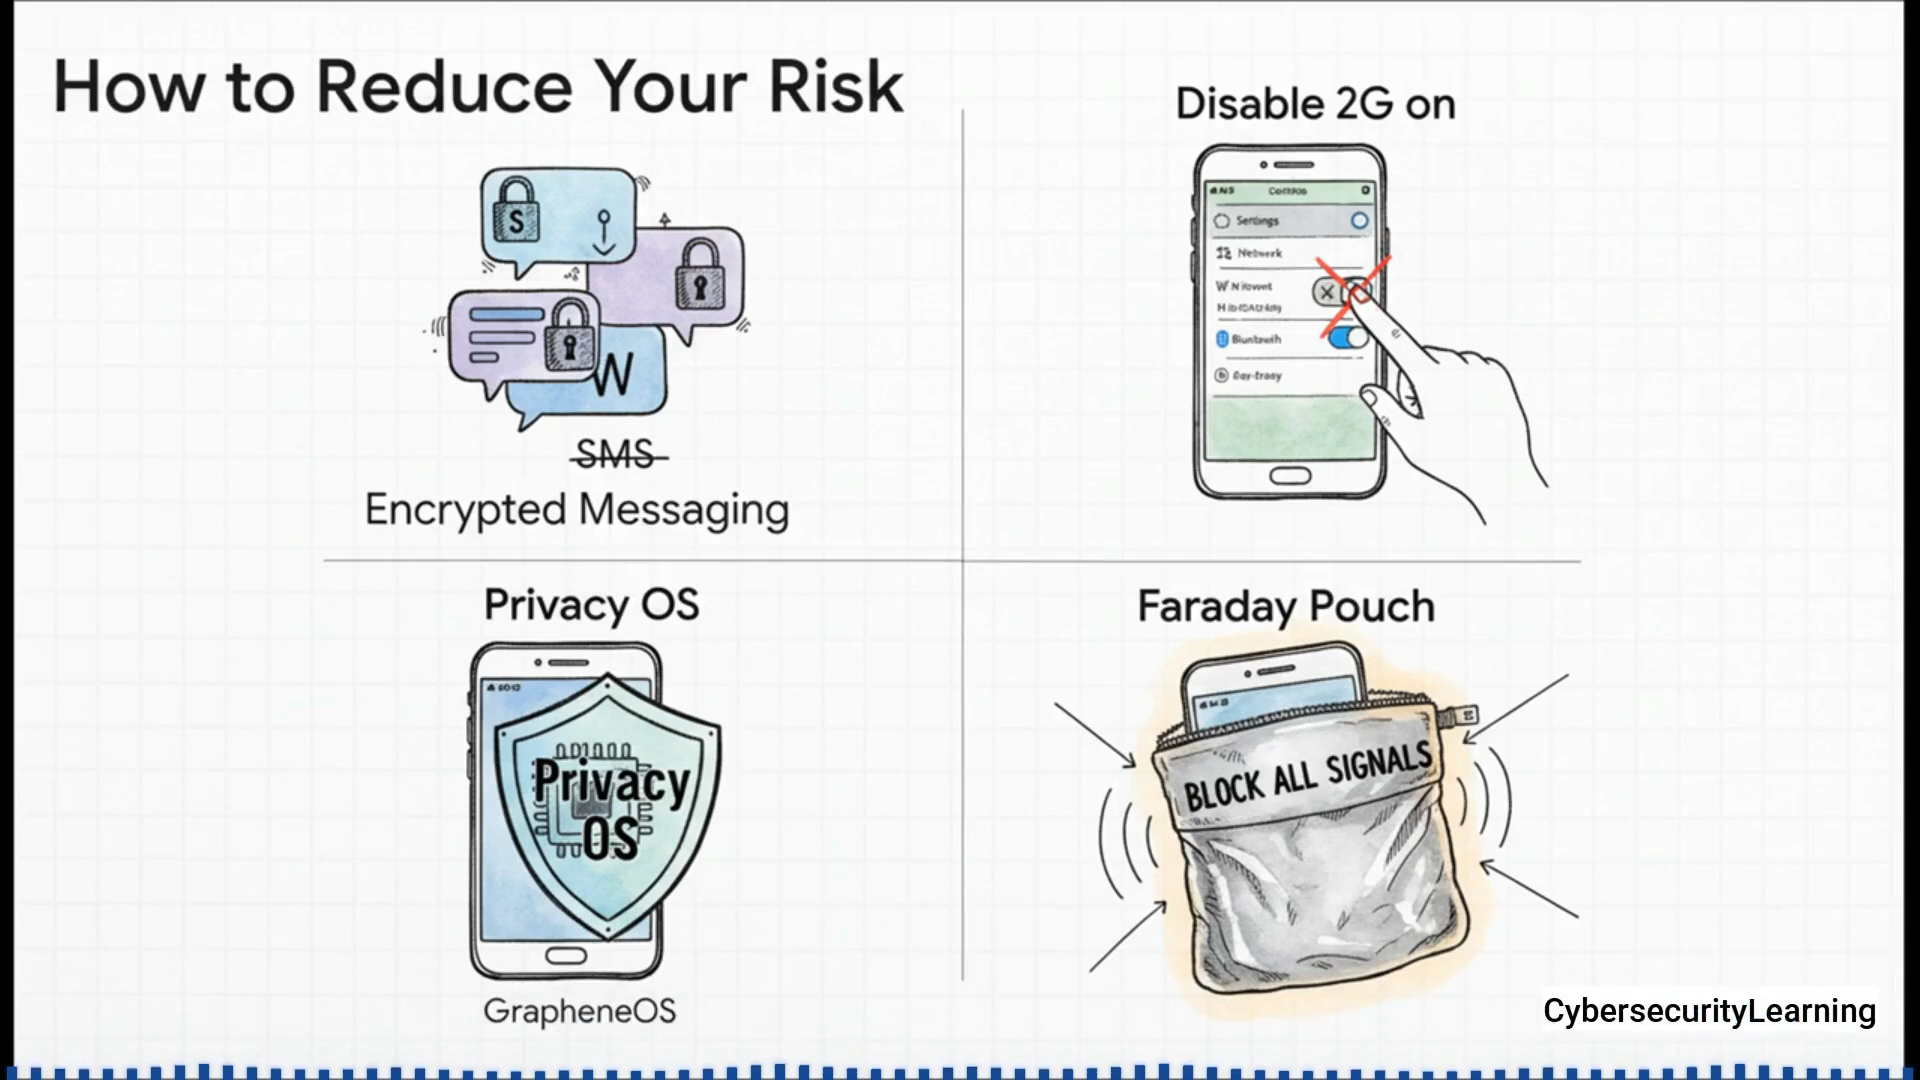 How to Reduce Your Risk
S
W
SMS
Encrypted Messaging
Disable 2G on
Settings
Network
Privacy OS
Privacy
OS
GrapheneOS
Faraday Pouch
BLOCK ALL SIGNALS
CybersecurityLearning